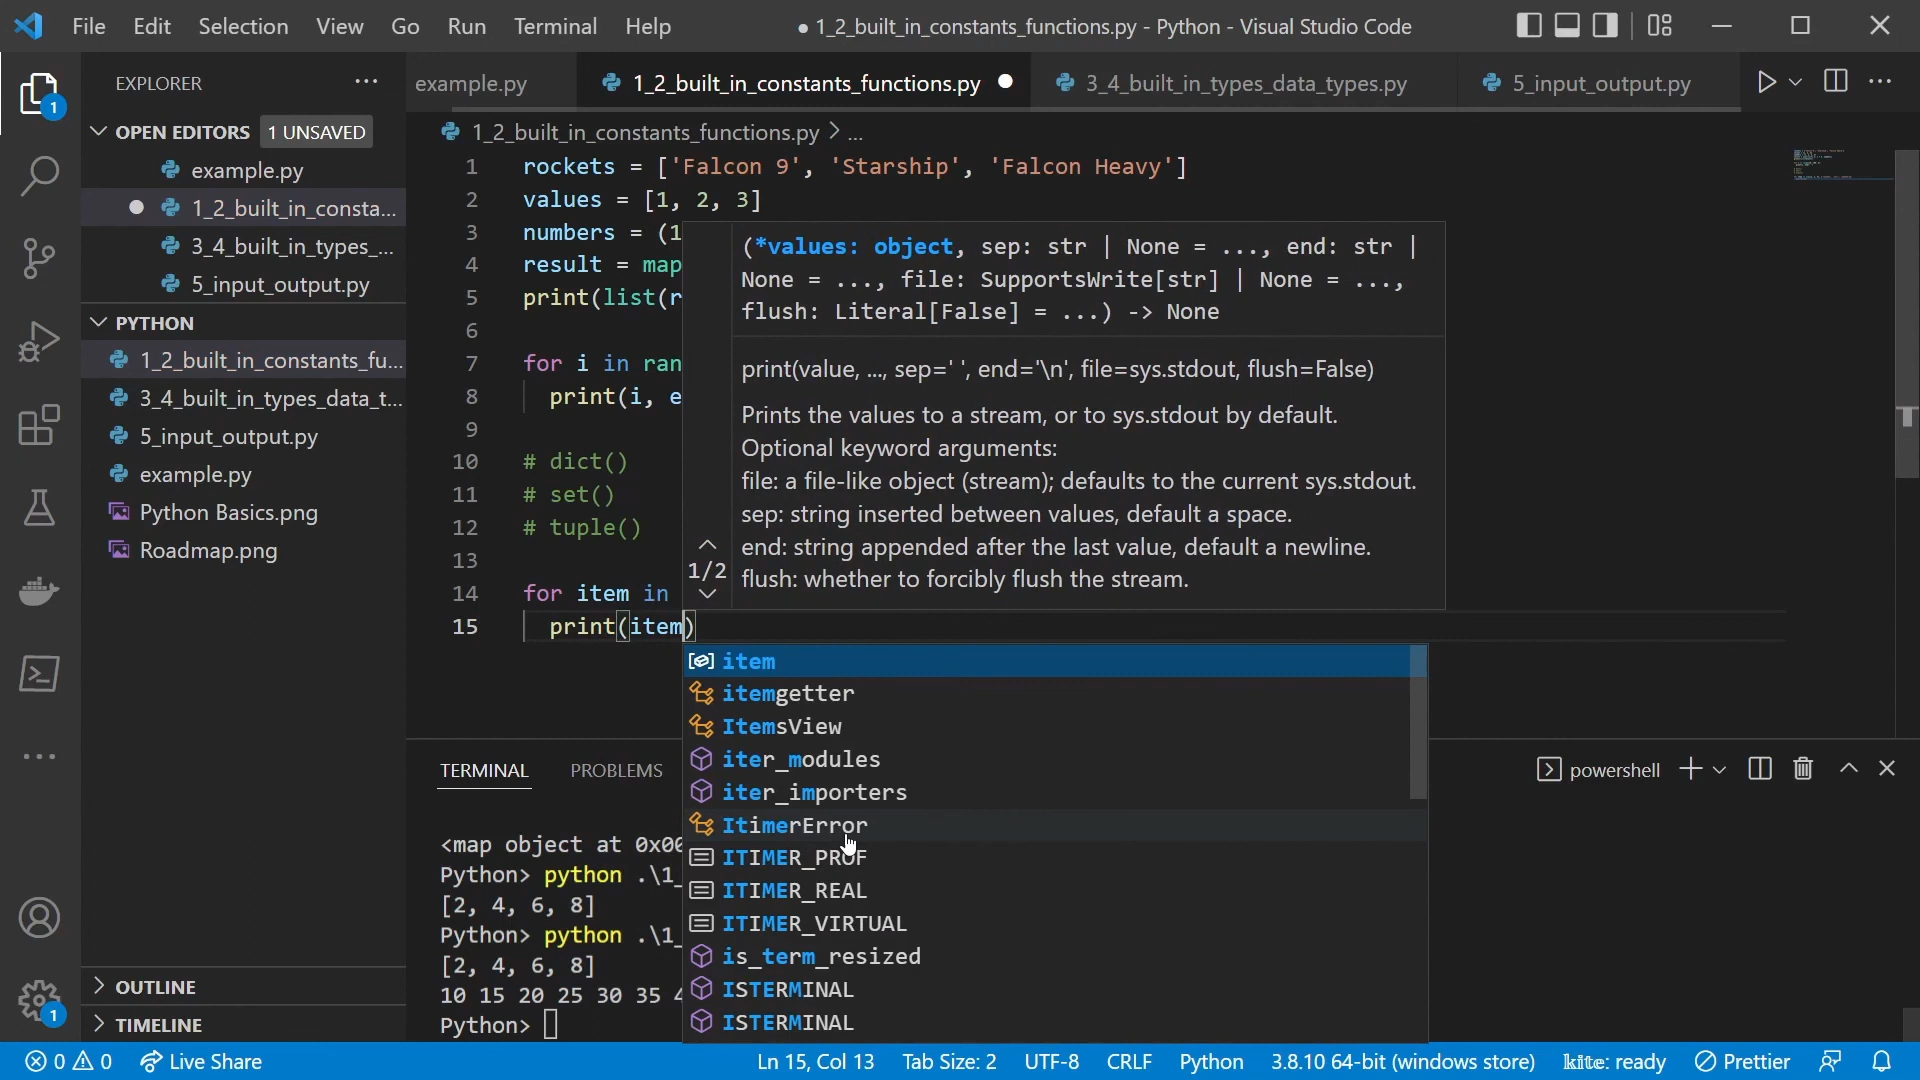 File Edit Selection View Go Run Terminal Help
● 1_2_built_in_constants_functions.py - Python - Visual Studio Code
EXPLORER
example.py
1_2_built_in_constants_functions.py
3_4_built_in_types_data_types.py
5_input_output.py
OPEN EDITORS 1 UNSAVED
example.py
1_2_built_in_consta...
3_4_built_in_types_...
5_input_output.py
PYTHON
1_2_built_in_constants_fu...
3_4_built_in_types_data_t...
5_input_output.py
example.py
Python Basics.png
Roadmap.png
OUTLINE
TIMELINE
1
1
1_2_built_in_constants_functions.py > ...
1 rockets = ['Falcon 9', 'Starship', 'Falcon Heavy']
2 values = [1, 2, 3]
3 numbers = (1
4 result = map
5 print(list(r
6
7 for i in ran
8 print(i, e
9
10 # dict()
11 # set()
12 # tuple()
13
14 for item in
15 print(item)
(*values: object, sep: str | None = ..., end: str |
None = ..., file: SupportsWrite[str] | None = ...,
flush: Literal[False] = ...) -> None
print(value, ..., sep=' ', end='\n', file=sys.stdout, flush=False)
Prints the values to a stream, or to sys.stdout by default.
Optional keyword arguments:
file: a file-like object (stream); defaults to the current sys.stdout.
sep: string inserted between values, default a space.
end: string appended after the last value, default a newline.
flush: whether to forcibly flush the stream.
1/2
item
itemgetter
ItemsView
iter_modules
iter_importers
ItimerError
ITIMER_PROF
ITIMER_REAL
ITIMER_VIRTUAL
is_term_resized
ISTERMINAL
ISTERMINAL
TERMINAL PROBLEMS
powershell
<map object at 0x00
Python> python .\1_
[2, 4, 6, 8]
Python> python .\1_
[2, 4, 6, 8]
10 15 20 25 30 35 4
Python>
0 0 Live Share
Ln 15, Col 13 Tab Size: 2 UTF-8 CRLF Python 3.8.10 64-bit (windows store) kite: ready Prettier